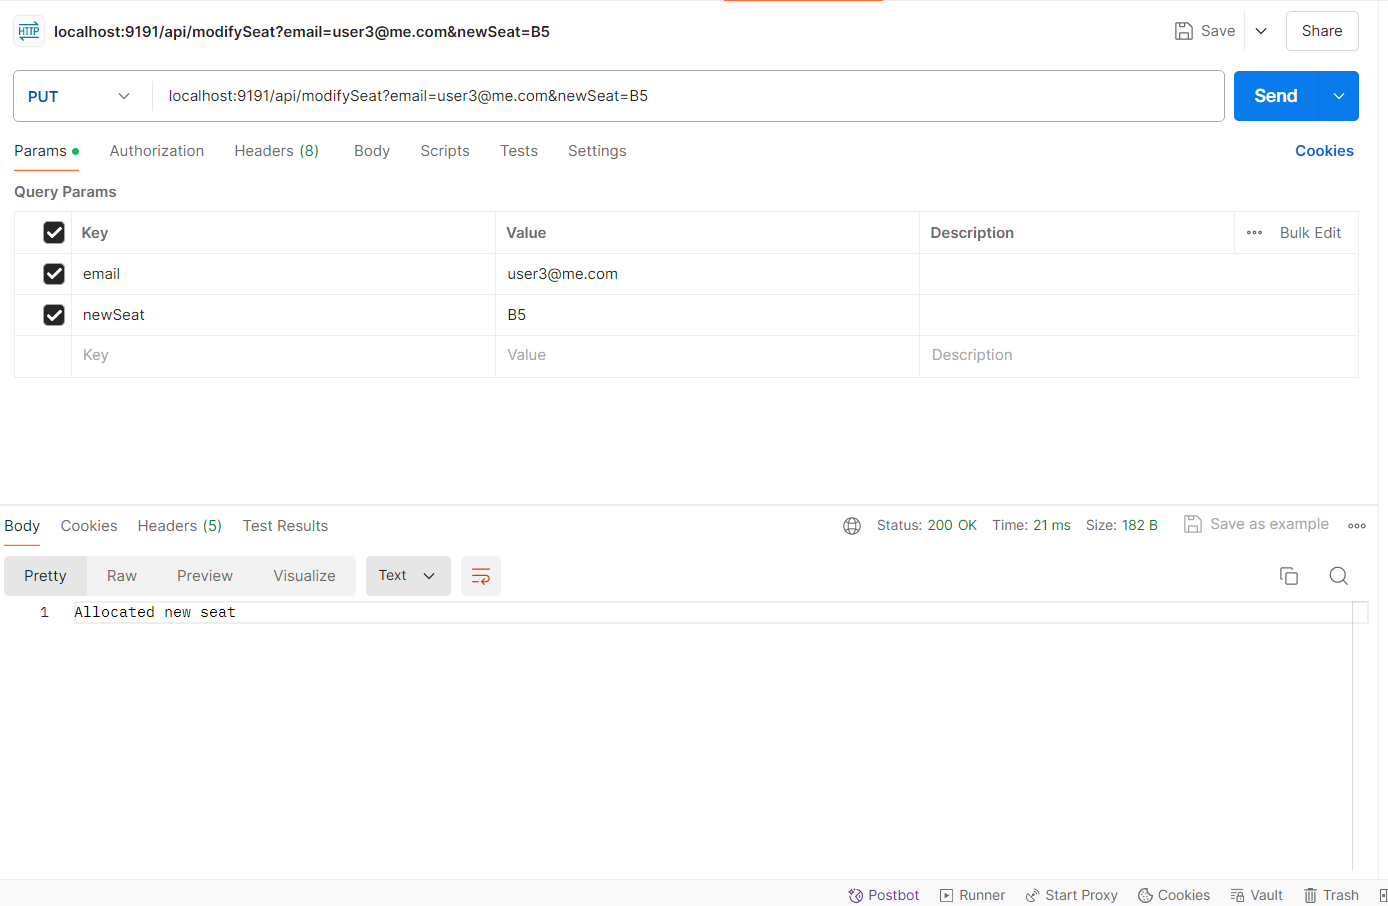 HTTP localhost:9191/api/modifySeat?email=user3@me.com&newSeat=B5 Save Share
PUT localhost:9191/api/modifySeat?email=user3@me.com&newSeat=B5 Send
Params Authorization Headers (8) Body Scripts Tests Settings Cookies
Query Params
Key Value Description Bulk Edit
email user3@me.com
newSeat B5
Key Value Description
Body Cookies Headers (5) Test Results Status: 200 OK Time: 21 ms Size: 182 B Save as example
Pretty Raw Preview Visualize Text
1 Allocated new seat
Postbot Runner Start Proxy Cookies Vault Trash